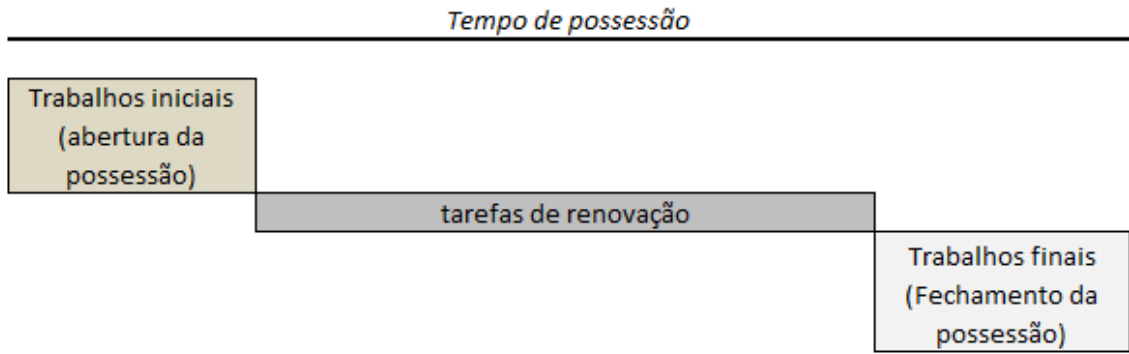 Tempo de possessão
Trabalhos iniciais
(abertura da
possessão)
tarefas de renovação
Trabalhos finais
(Fechamento da
possessão)